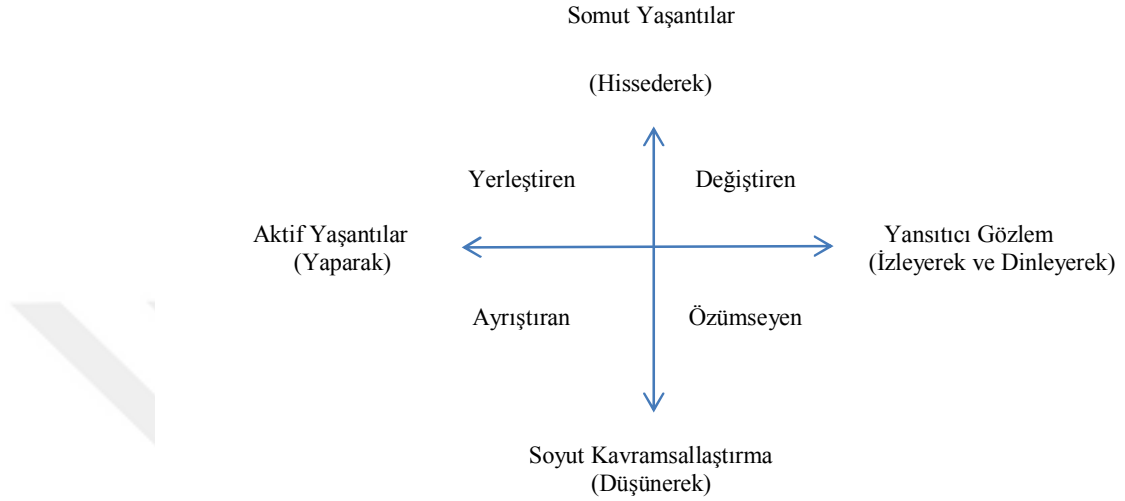 Somut Yaşantılar
(Hissederek)
Yerleştiren
Değiştiren
Aktif Yaşantılar
(Yaparak)
Yansıtıcı Gözlem
(İzleyerek ve Dinleyerek)
Ayrıştıran
Özümseyen
Soyut Kavramsallaştırma
(Düşünerek)